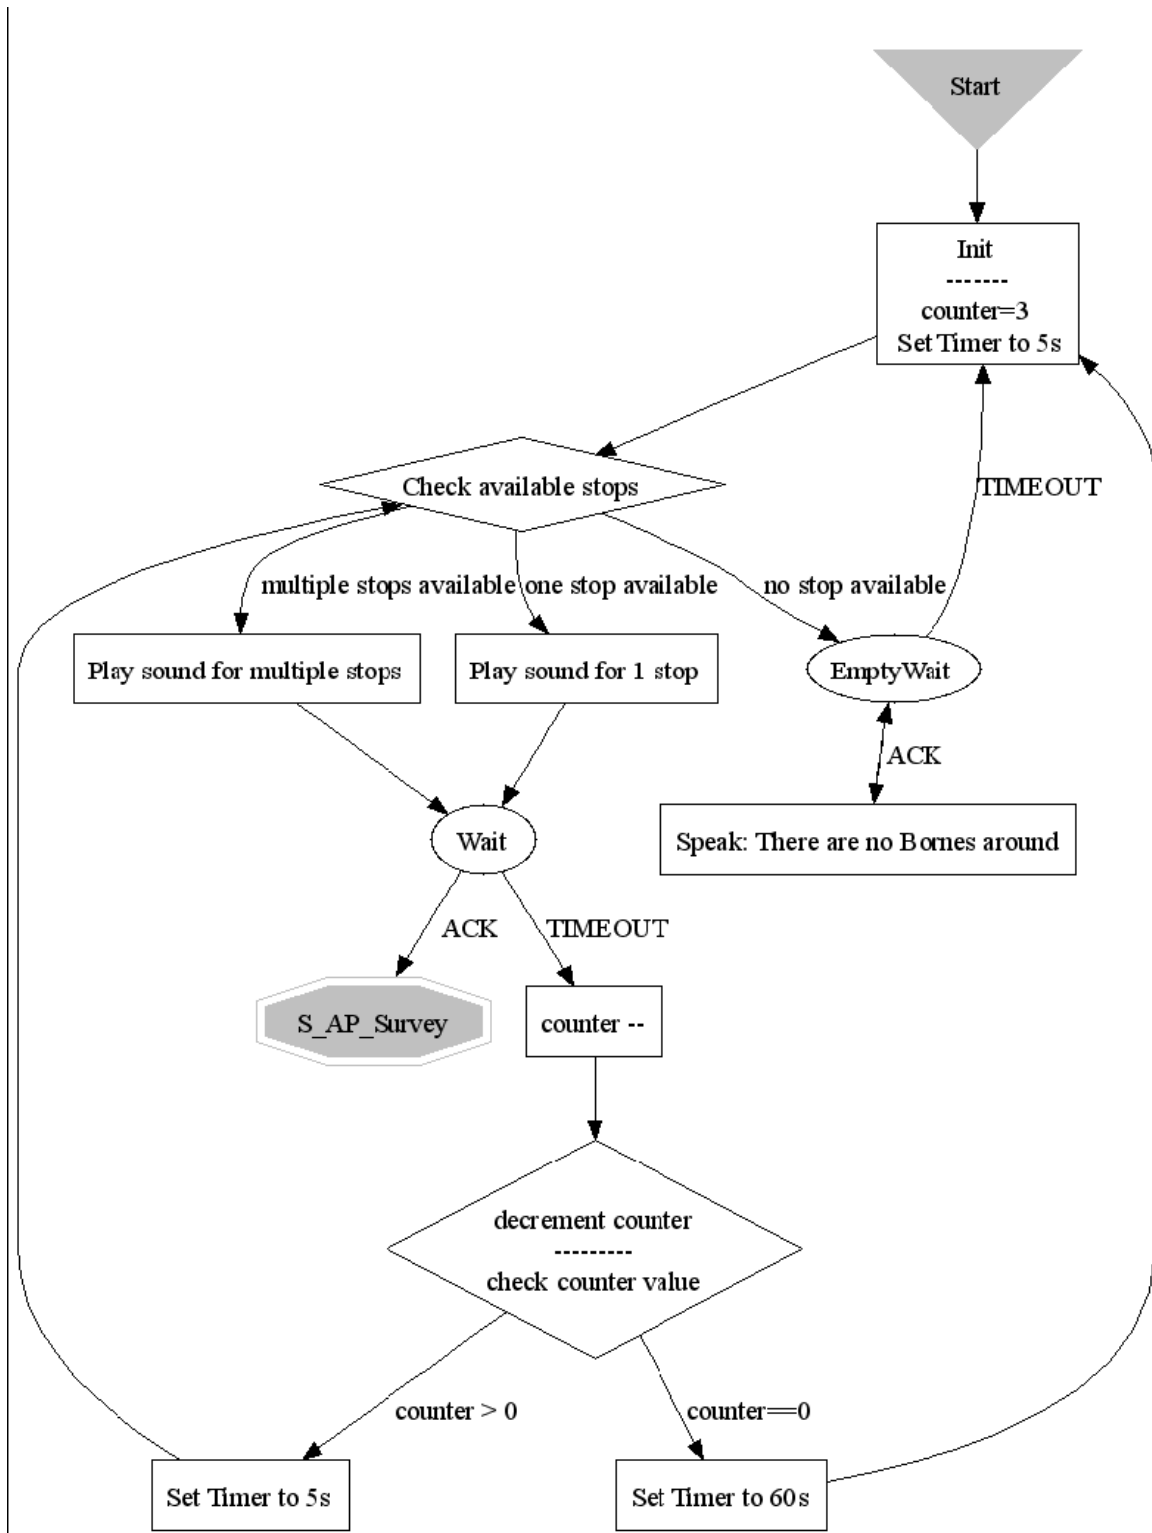 Start
Init
-------
counter=3
Set Timer to 5s
Check available stops
TIMEOUT
multiple stops available
one stop available
no stop available
Play sound for multiple stops
Play sound for 1 stop
EmptyWait
ACK
Speak: There are no Bornes around
Wait
ACK
TIMEOUT
S_AP_Survey
counter --
decrement counter
---------
check counter value
counter > 0
counter==0
Set Timer to 5s
Set Timer to 60s